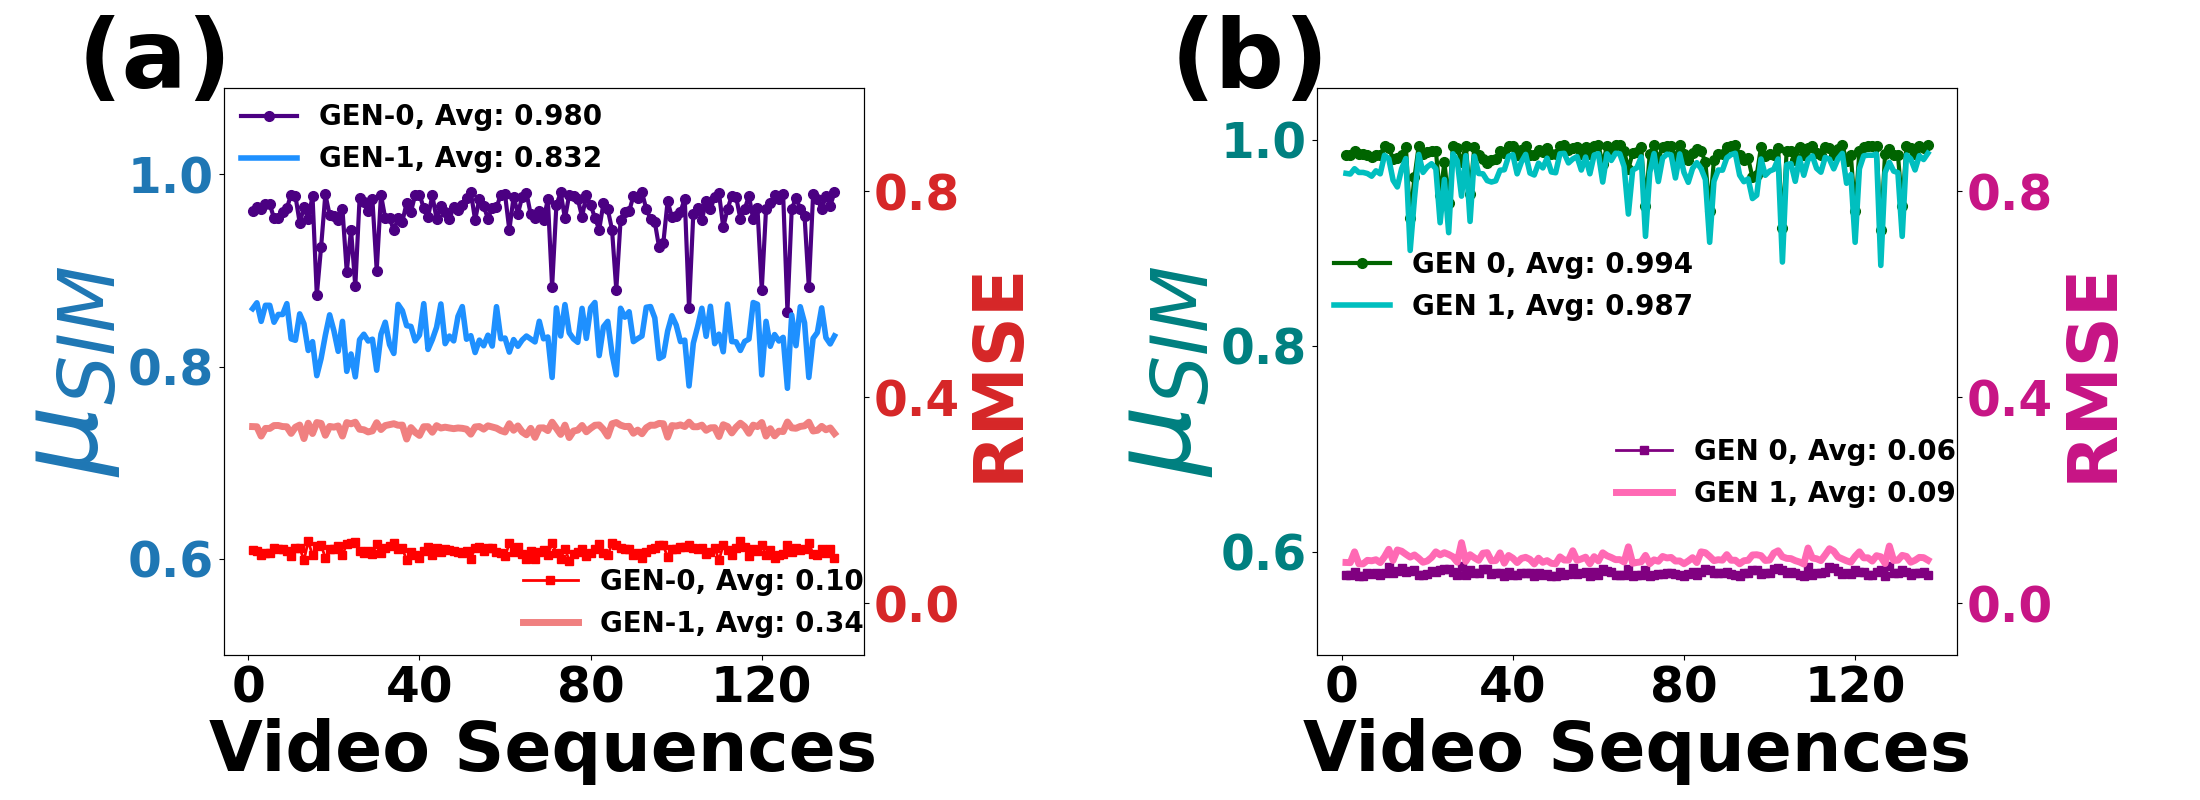 (a)
GEN-0, Avg: 0.980
GEN-1, Avg: 0.832
1.0
0.8
0.6
μSIM
0.8
0.4
0.0
RMSE
GEN-0, Avg: 0.10
GEN-1, Avg: 0.34
0 40 80 120
Video Sequences
(b)
1.0
0.8
0.6
μSIM
GEN 0, Avg: 0.994
GEN 1, Avg: 0.987
0.8
0.4
0.0
RMSE
GEN 0, Avg: 0.06
GEN 1, Avg: 0.09
0 40 80 120
Video Sequences